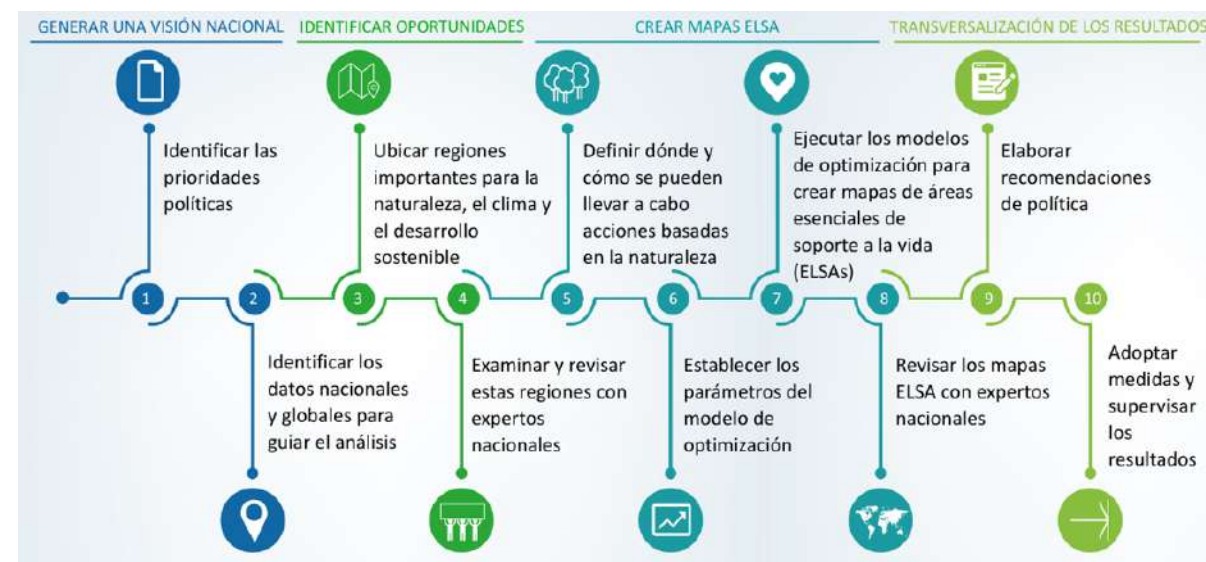 GENERAR UNA VISIÓN NACIONAL
IDENTIFICAR OPORTUNIDADES
CREAR MAPAS ELSA
TRANSVERSALIZACIÓN DE LOS RESULTADOS
Identificar las
prioridades
políticas
Ubicar regiones
importantes para la
naturaleza, el clima y
el desarrollo
sostenible
Definir dónde y
cómo se pueden
llevar a cabo
acciones basadas
en la naturaleza
Ejecutar los modelos
de optimización para
crear mapas de áreas
esenciales de
soporte a la vida
(ELSAs)
Elaborar
recomendaciones
de política
1
2
3
4
5
6
7
8
9
10
Identificar los
datos nacionales
y globales para
guiar el análisis
Examinar y revisar
estas regiones con
expertos
nacionales
Establecer los
parámetros del
modelo de
optimización
Revisar los mapas
ELSA con expertos
nacionales
Adoptar
medidas y
supervisar
los
resultados